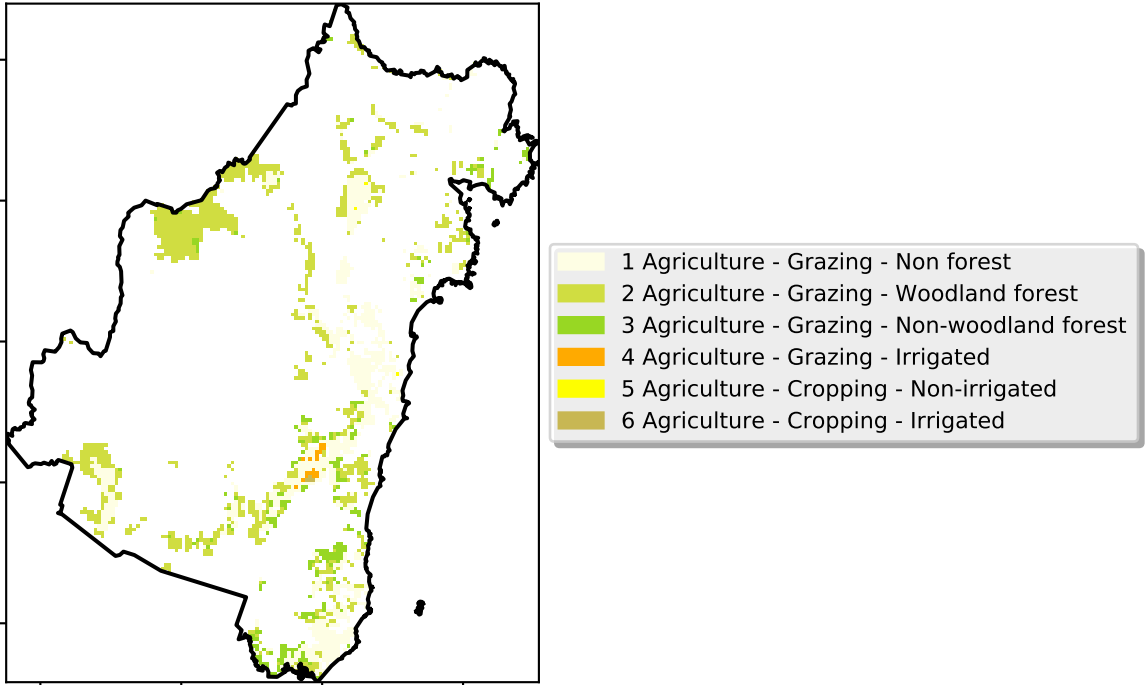 1 Agriculture - Grazing - Non forest
2 Agriculture - Grazing - Woodland forest
3 Agriculture - Grazing - Non-woodland forest
4 Agriculture - Grazing - Irrigated
5 Agriculture - Cropping - Non-irrigated
6 Agriculture - Cropping - Irrigated